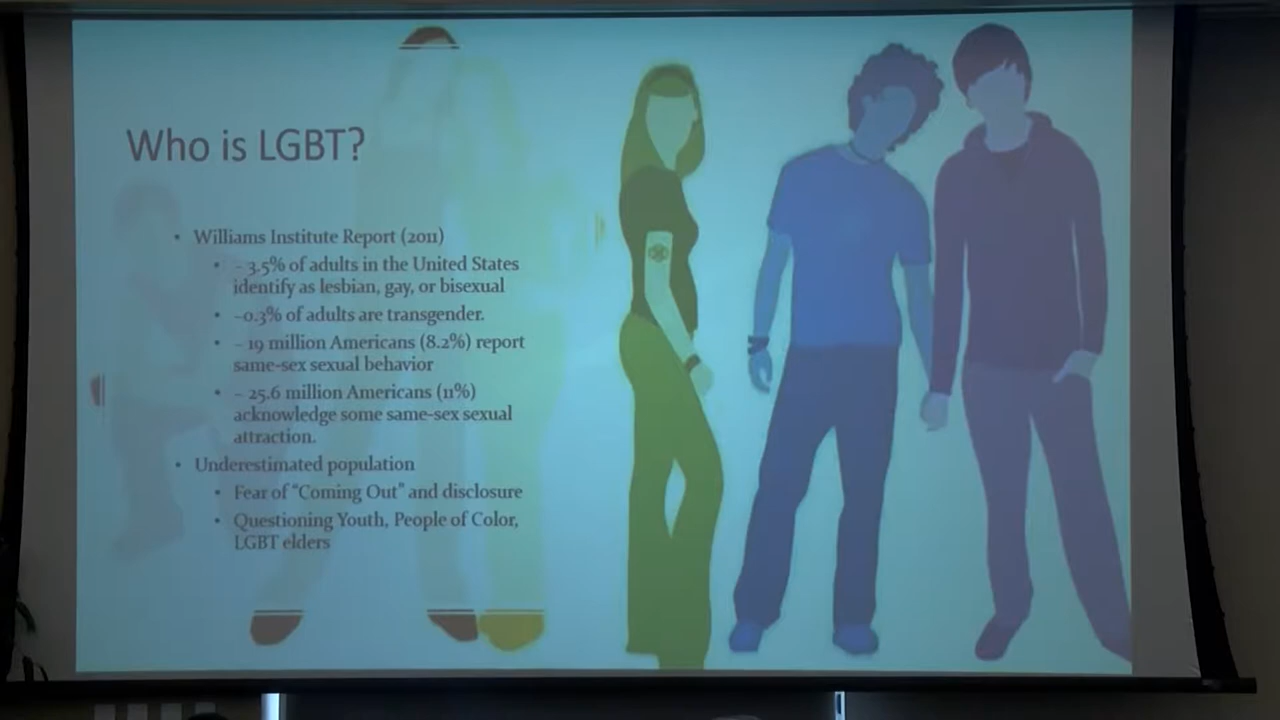 Who is LGBT?
• Williams Institute Report (2011)
• ~ 3.5% of adults in the United States
identify as lesbian, gay, or bisexual
• ~0.3% of adults are transgender.
• ~ 19 million Americans (8.2%) report
same-sex sexual behavior
• ~ 25.6 million Americans (11%)
acknowledge some same-sex sexual
attraction.
• Underestimated population
• Fear of "Coming Out" and disclosure
• Questioning Youth, People of Color,
LGBT elders